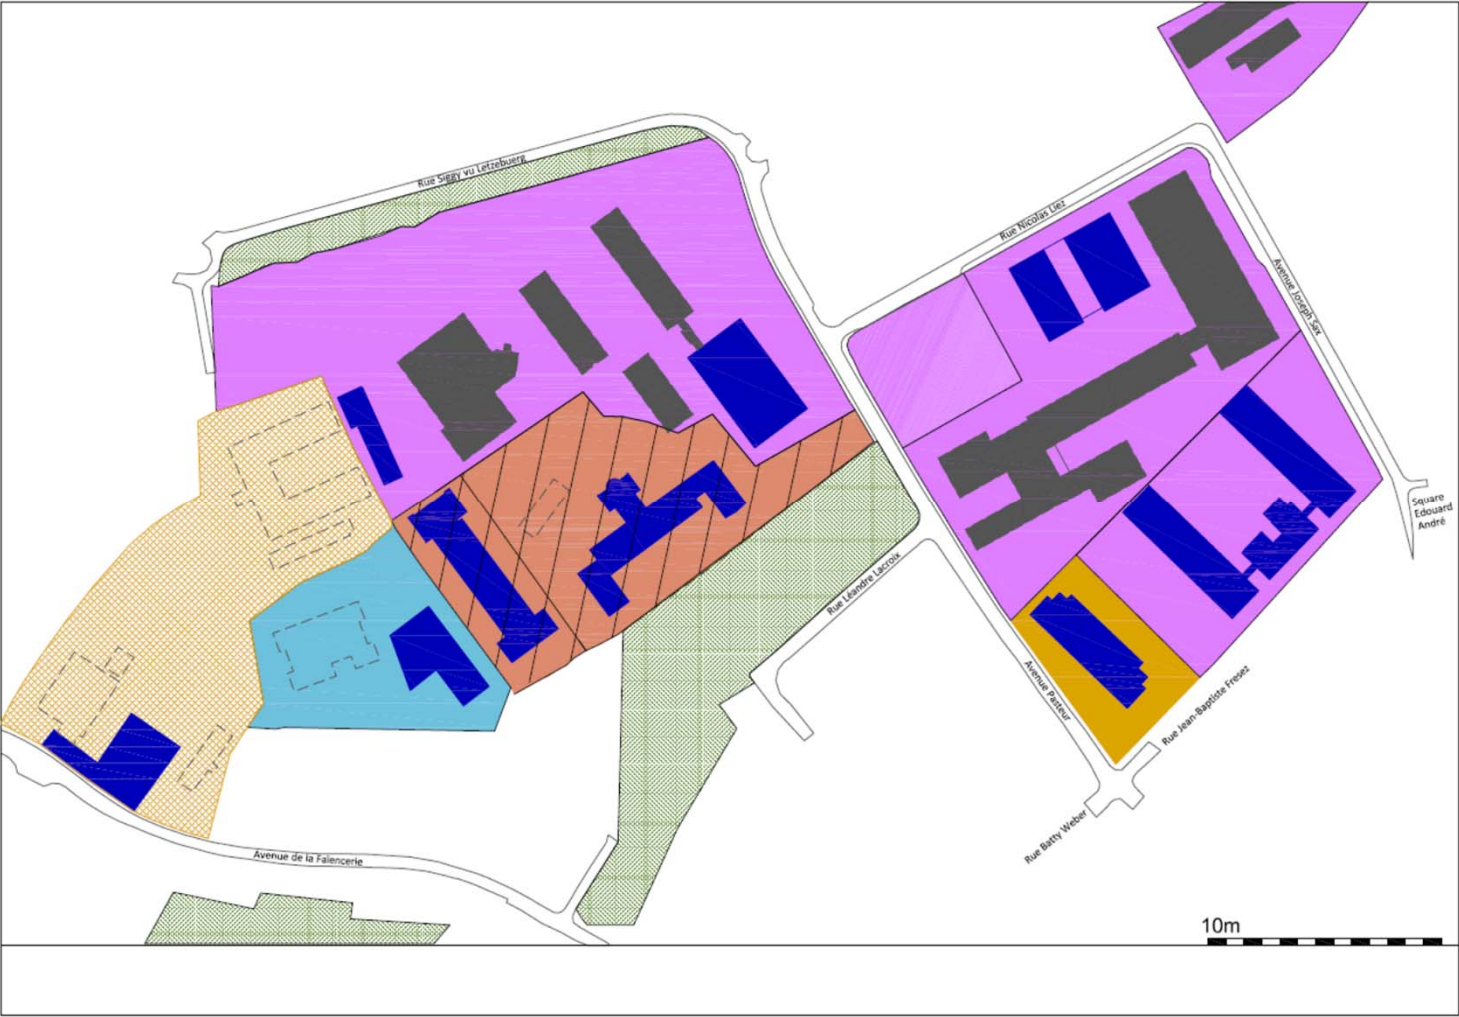 Rue Siggy vu Letzebuerg
Rue Nicolas Liez
Avenue Joseph Sax
Square
Edouard
André
Rue Léandre Lacroix
Avenue Pasteur
Rue Jean-Baptiste Fresez
Rue Batty Weber
Avenue de la Faiencerie
10m